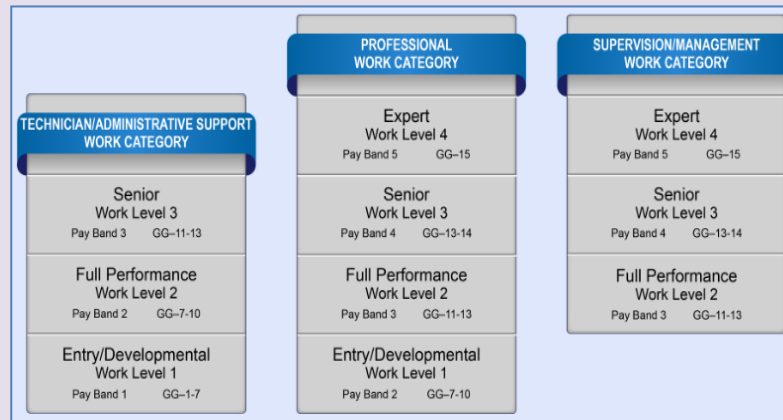 TECHNICIAN/ADMINISTRATIVE SUPPORT
WORK CATEGORY
Senior
Work Level 3
Pay Band 3 GG–11-13
Full Performance
Work Level 2
Pay Band 2 GG–7-10
Entry/Developmental
Work Level 1
Pay Band 1 GG-1-7
PROFESSIONAL
WORK CATEGORY
Expert
Work Level 4
Pay Band 5 GG–15
Senior
Work Level 3
Pay Band 4 GG–13-14
Full Performance
Work Level 2
Pay Band 3 GG–11-13
Entry/Developmental
Work Level 1
Pay Band 2 GG–7-10
SUPERVISION/MANAGEMENT
WORK CATEGORY
Expert
Work Level 4
Pay Band 5 GG–15
Senior
Work Level 3
Pay Band 4 GG–13-14
Full Performance
Work Level 2
Pay Band 3 GG–11-13